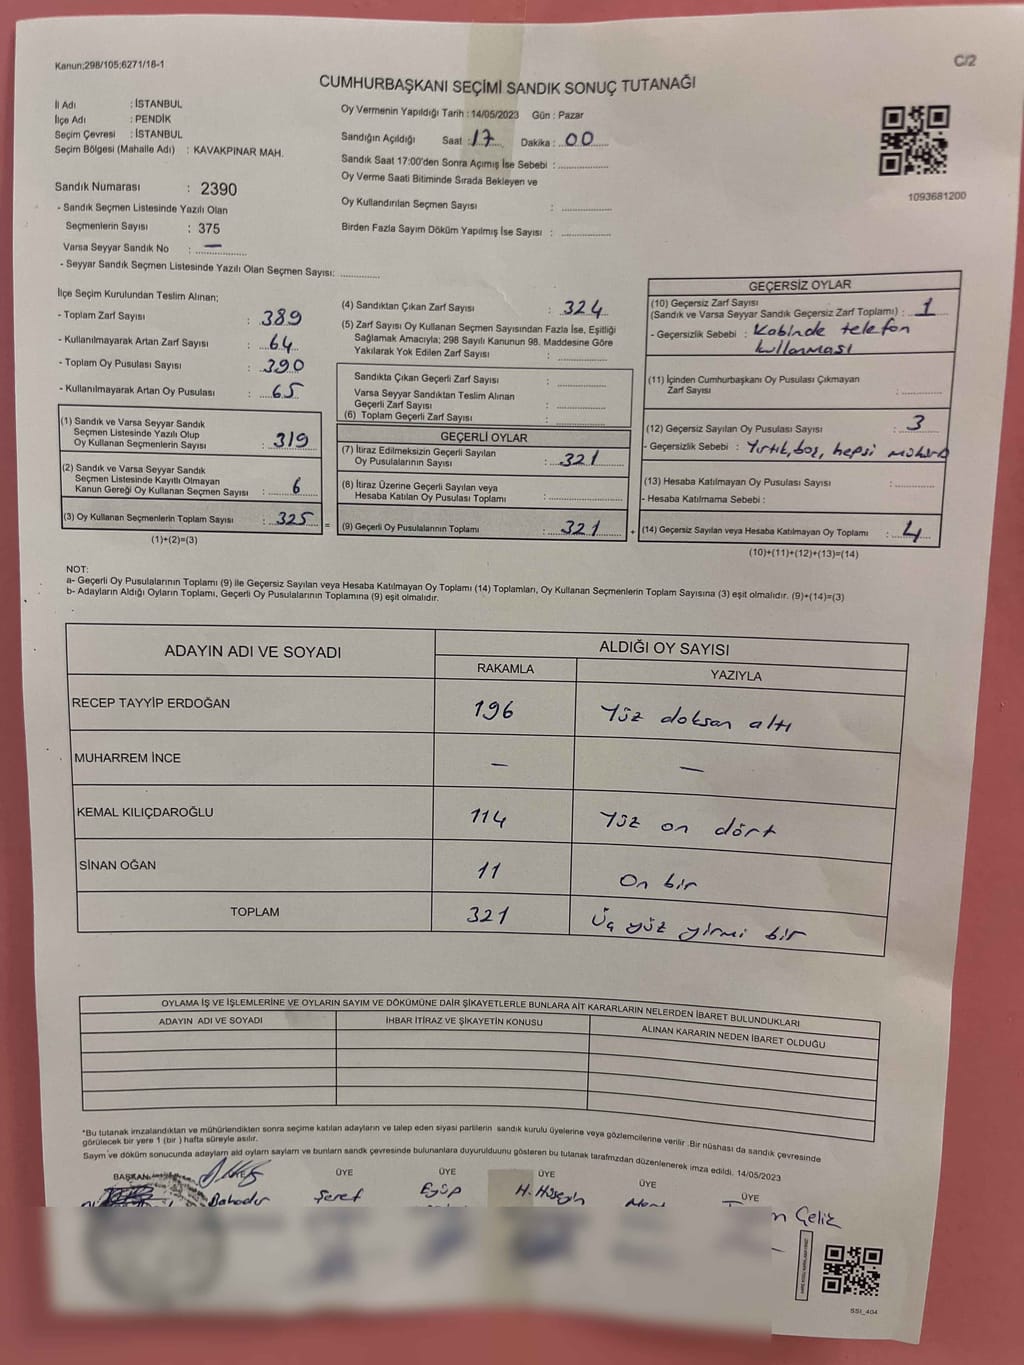 Kanun:298/105;6271/16-1
C/2
CUMHURBAŞKANI SEÇİMİ SANDIK SONUÇ TUTANAĞI
İl Adı : İSTANBUL
İlçe Adı : PENDİK
Seçim Çevresi : İSTANBUL
Seçim Bölgesi (Mahalle Adı) : KAVAKPINAR MAH.
Oy Vermenin Yapıldığı Tarih : 14/05/2023 Gün : Pazar
Sandığın Açıldığı Saat : 17 Dakika : 00
Sandık Saat 17:00'den Sonra Açımış İse Sebebi :
Oy Verme Saati Bitiminde Sırada Bekleyen ve
Oy Kullandırılan Seçmen Sayısı :
Birden Fazla Sayım Döküm Yapılmış İse Sayısı :
1093681200
Sandık Numarası : 2390
- Sandık Seçmen Listesinde Yazılı Olan
Seçmenlerin Sayısı : 375
Varsa Seyyar Sandık No : —
- Seyyar Sandık Seçmen Listesinde Yazılı Olan Seçmen Sayısı:
İlçe Seçim Kurulundan Teslim Alınan;
- Toplam Zarf Sayısı : 389
- Kullanılmayarak Artan Zarf Sayısı : 64
- Toplam Oy Pusulası Sayısı : 390
- Kullanılmayarak Artan Oy Pusulası : 65
(1) Sandık ve Varsa Seyyar Sandık
Seçmen Listesinde Yazılı Olup
Oy Kullanan Seçmenlerin Sayısı : 319
(2) Sandık ve Varsa Seyyar Sandık
Seçmen Listesinde Kayıtlı Olmayan
Kanun Gereği Oy Kullanan Seçmen Sayısı : 6
(3) Oy Kullanan Seçmenlerin Toplam Sayısı : 325 =
(1)+(2)=(3)
(4) Sandıktan Çıkan Zarf Sayısı : 324
(5) Zarf Sayısı Oy Kullanan Seçmen Sayısından Fazla İse, Eşitliği
Sağlamak Amacıyla; 298 Sayılı Kanunun 98. Maddesine Göre
Yakılarak Yok Edilen Zarf Sayısı :
Sandıkta Çıkan Geçerli Zarf Sayısı :
Varsa Seyyar Sandıktan Teslim Alınan
Geçerli Zarf Sayısı :
(6) Toplam Geçerli Zarf Sayısı :
GEÇERLİ OYLAR
(7) İtiraz Edilmeksizin Geçerli Sayılan
Oy Pusulalarının Sayısı : 321
(8) İtiraz Üzerine Geçerli Sayılan veya
Hesaba Katılan Oy Pusulası Toplamı :
(9) Geçerli Oy Pusulalarının Toplamı : 321 +
GEÇERSİZ OYLAR
(10) Geçersiz Zarf Sayısı
(Sandık ve Varsa Seyyar Sandık Geçersiz Zarf Toplamı) : 1
- Geçersizlik Sebebi : Kabinde telefon
kullanması
(11) İçinden Cumhurbaşkanı Oy Pusulası Çıkmayan
Zarf Sayısı :
(12) Geçersiz Sayılan Oy Pusulası Sayısı : 3
- Geçersizlik Sebebi : Yırtık, boş, hepsi mühürlü
(13) Hesaba Katılmayan Oy Pusulası Sayısı :
- Hesaba Katılmama Sebebi :
(14) Geçersiz Sayılan veya Hesaba Katılmayan Oy Toplamı : 4
(10)+(11)+(12)+(13)=(14)
NOT:
a- Geçerli Oy Pusulalarının Toplamı (9) ile Geçersiz Sayılan veya Hesaba Katılmayan Oy Toplamı (14) Toplamları, Oy Kullanan Seçmenlerin Toplam Sayısına (3) eşit olmalıdır. (9)+(14)=(3)
b- Adayların Aldığı Oyların Toplamı, Geçerli Oy Pusulalarının Toplamına (9) eşit olmalıdır.
ADAYIN ADI VE SOYADI
ALDIĞI OY SAYISI
RAKAMLA YAZIYLA
RECEP TAYYİP ERDOĞAN 196 Yüz doksan altı
MUHARREM İNCE — —
KEMAL KILIÇDAROĞLU 114 Yüz on dört
SİNAN OĞAN 11 On bir
TOPLAM 321 Üç yüz yirmi bir
OYLAMA İŞ VE İŞLEMLERİNE VE OYLARIN SAYIM VE DÖKÜMÜNE DAİR ŞİKAYETLERLE BUNLARA AİT KARARLARIN NELERDEN İBARET BULUNDUKLARI
ADAYIN ADI VE SOYADI İHBAR İTİRAZ VE ŞİKAYETİN KONUSU ALINAN KARARIN NEDEN İBARET OLDUĞU
*Bu tutanak imzalandıktan ve mühürlendikten sonra seçime katılan adayların ve talep eden siyasi partilerin sandık kurulu üyelerine veya gözlemcilerine verilir .Bir nüshası da sandık çevresinde
görülecek bir yere 1 (bir ) hafta süreyle asılır.
Sayım ve döküm sonucunda adayların ald oyların sayılam ve bunların sandık çevresinde bulunanlara duyurulduunu gösteren bu tutanak tarafmzdan düzenlenerek imza edildi. 14/05/2023
BAŞKAN ÜYE ÜYE ÜYE ÜYE ÜYE
Bahadır Şeref Eyüp H. Hüseyin
Çelik
SSI_404